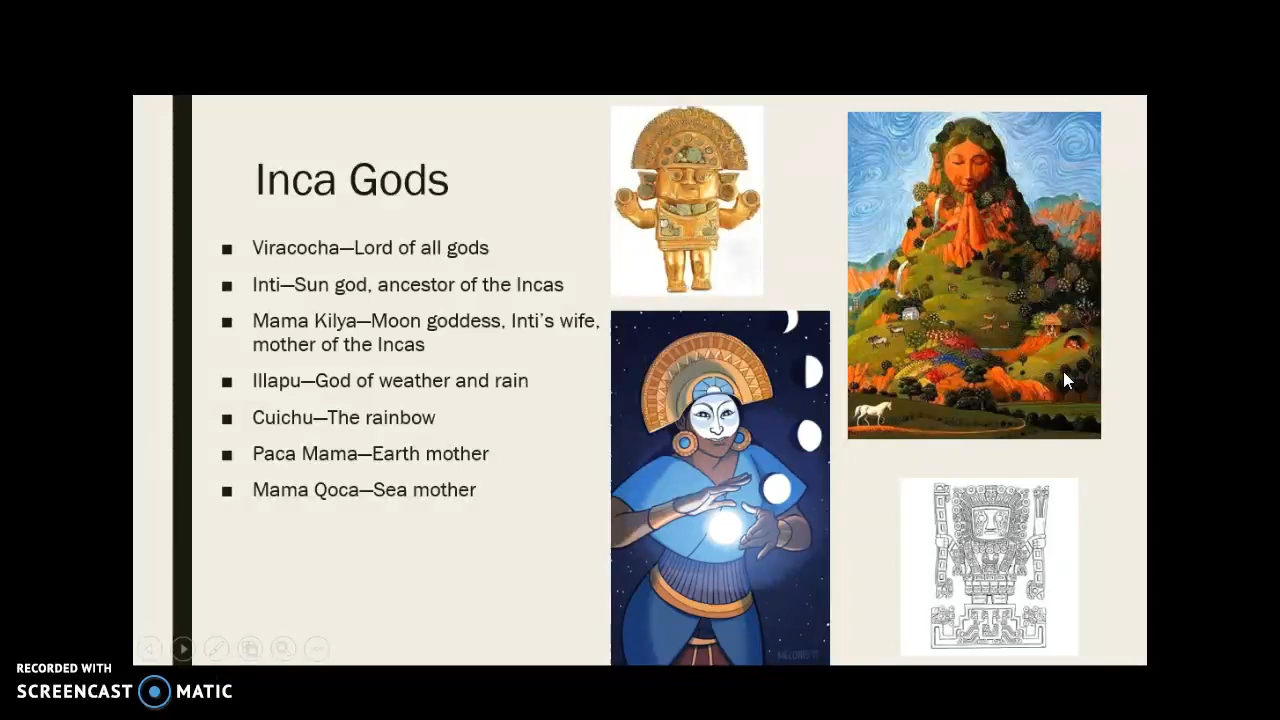 Inca Gods
■ Viracocha—Lord of all gods
■ Inti—Sun god, ancestor of the Incas
■ Mama Kilya—Moon goddess, Inti's wife,
mother of the Incas
■ Illapu—God of weather and rain
■ Cuichu—The rainbow
■ Paca Mama—Earth mother
■ Mama Qoca—Sea mother
RECORDED WITH
SCREENCAST MATIC